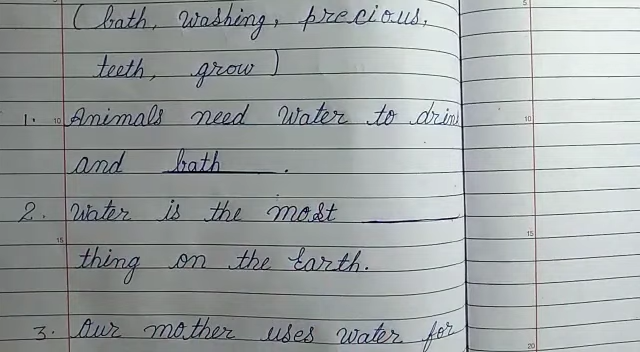 ( bath, washing, precious,
teeth, grow )
1. Animals need water to drin
and bath.
2. Water is the most ______
thing on the Earth.
3. Our mother uses water for